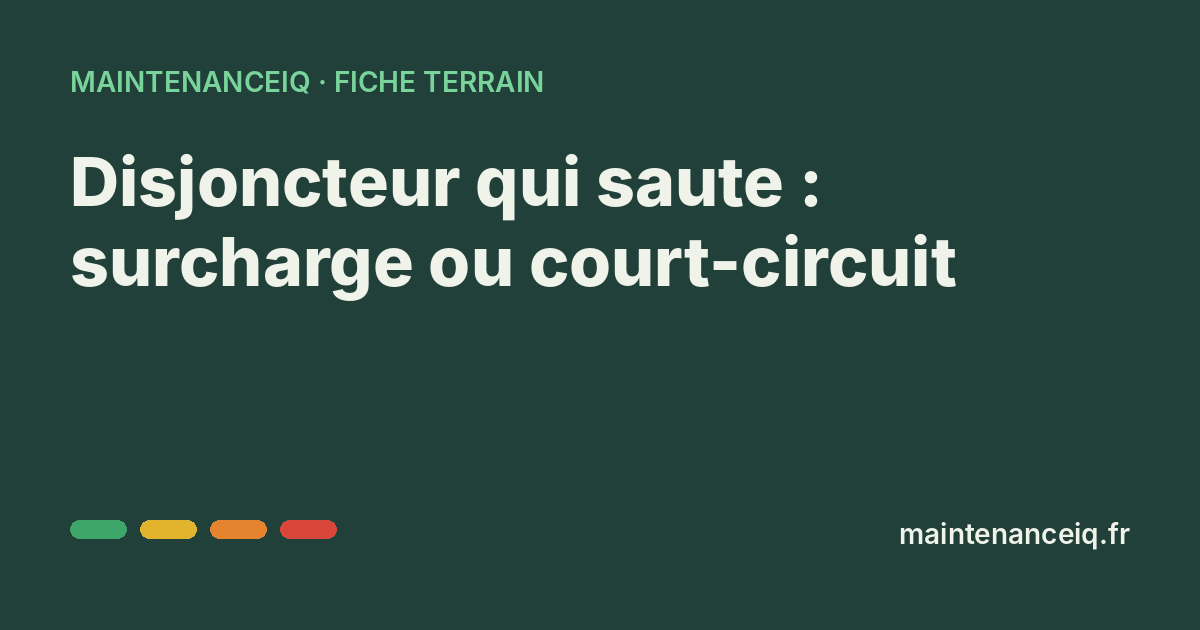 MAINTENANCEIQ · FICHE TERRAIN
Disjoncteur qui saute :
surcharge ou court-circuit
maintenanceiq.fr